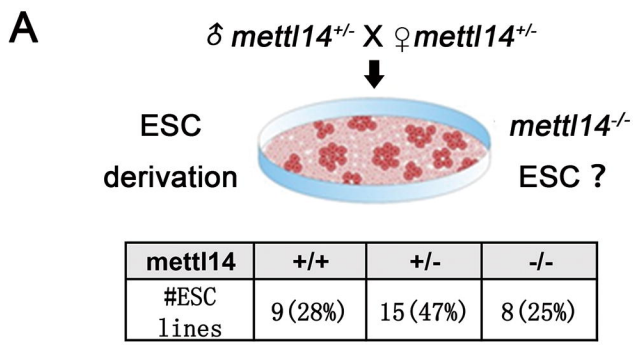 A
♂ mettl14+/- X ♀mettl14+/-
ESC
derivation
mettl14-/-
ESC ?
mettl14 +/+ +/- -/-
#ESC
lines
9(28%) 15(47%) 8(25%)